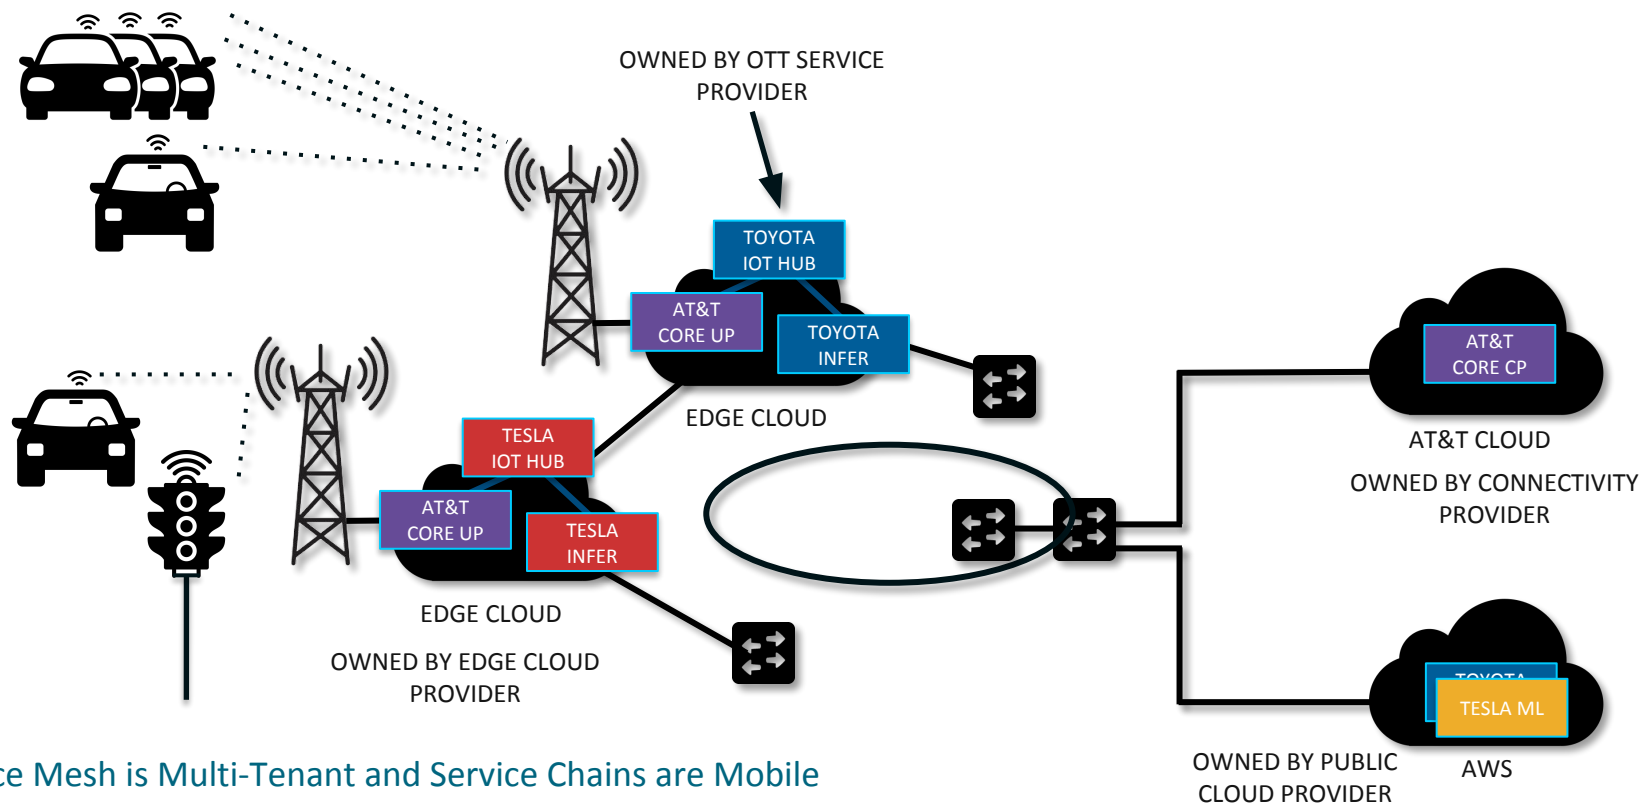 OWNED BY OTT SERVICE
PROVIDER
TOYOTA
IOT HUB
AT&T
CORE UP
TOYOTA
INFER
EDGE CLOUD
TESLA
IOT HUB
AT&T
CORE UP
TESLA
INFER
EDGE CLOUD
OWNED BY EDGE CLOUD
PROVIDER
AT&T
CORE CP
AT&T CLOUD
OWNED BY CONNECTIVITY
PROVIDER
TOYOTA
TESLA ML
AWS
OWNED BY PUBLIC
CLOUD PROVIDER
ce Mesh is Multi-Tenant and Service Chains are Mobile